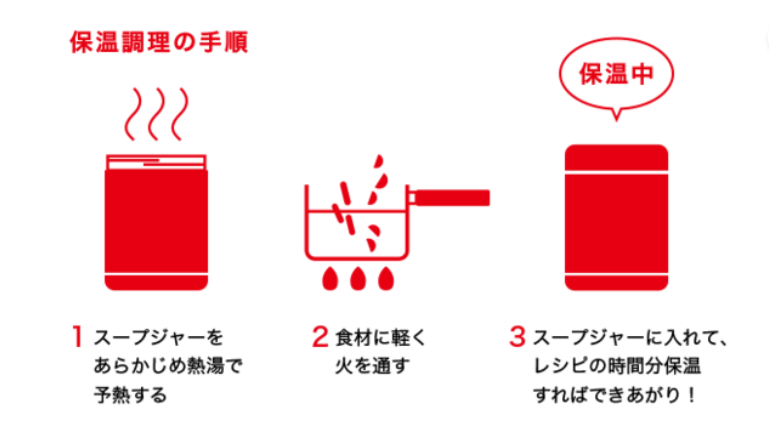 保温調理の手順
保温中
1 スープジャーを
あらかじめ熱湯で
予熱する
2 食材に軽く
火を通す
3 スープジャーに入れて、
レシピの時間分保温
すればできあがり！